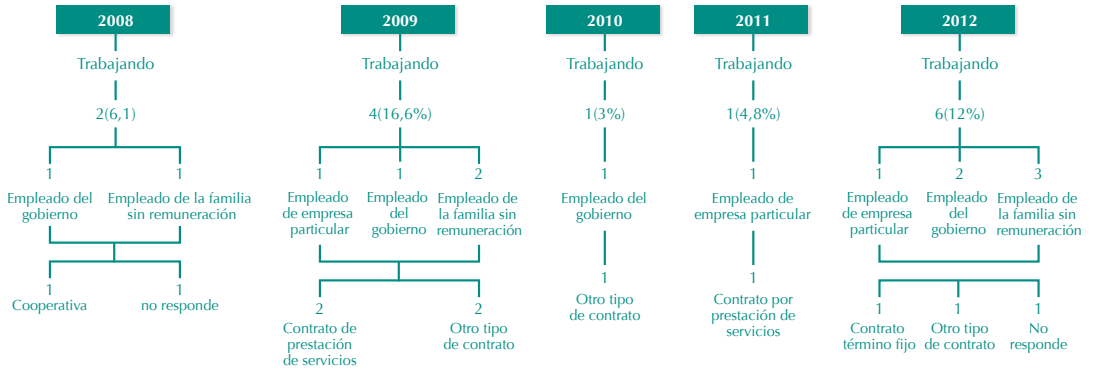 2008
Trabajando
2(6,1)
1
Empleado del
gobierno
1
Empleado de la familia
sin remuneración
1
Cooperativa
1
no responde
2009
Trabajando
4(16,6%)
1
Empleado
de empresa
particular
1
Empleado
del
gobierno
2
Empleado de
la familia sin
remuneración
2
Contrato de
prestación
de servicios
2
Otro tipo
de contrato
2010
Trabajando
1(3%)
1
Empleado del
gobierno
1
Otro tipo
de contrato
2011
Trabajando
1(4,8%)
1
Empleado de
empresa particular
1
Contrato por
prestación de
servicios
2012
Trabajando
6(12%)
1
Empleado
de empresa
particular
2
Empleado
del
gobierno
3
Empleado de
la familia sin
remuneración
1
Contrato
término fijo
1
Otro tipo
de contrato
1
No
responde